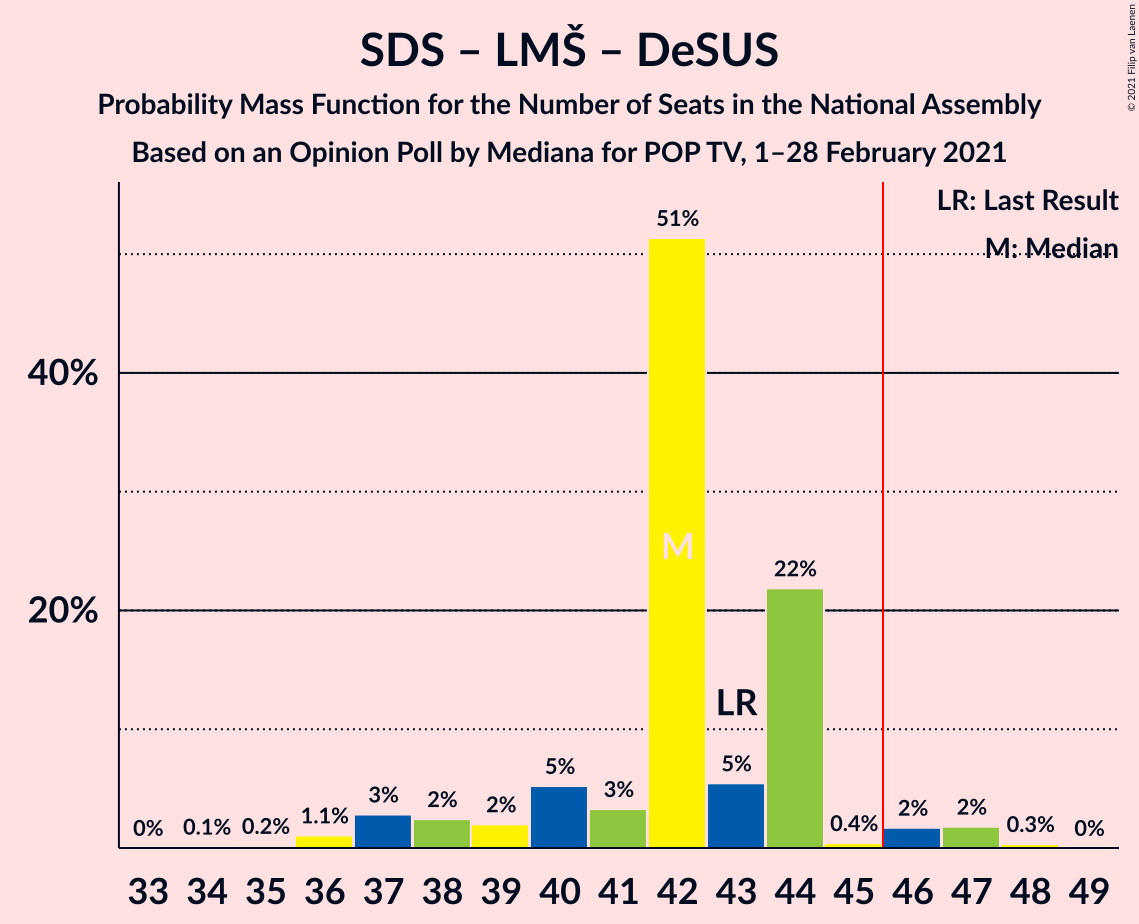 SDS – LMŠ – DeSUS
Probability Mass Function for the Number of Seats in the National Assembly
Based on an Opinion Poll by Mediana for POP TV, 1–28 February 2021
© 2021 Filip van Laenen
LR: Last Result
M: Median
40%
20%
0%
0.1%
0.2%
1.1%
3%
2%
2%
5%
3%
51%
M
5%
LR
22%
0.4%
2%
2%
0.3%
0%
33 34 35 36 37 38 39 40 41 42 43 44 45 46 47 48 49